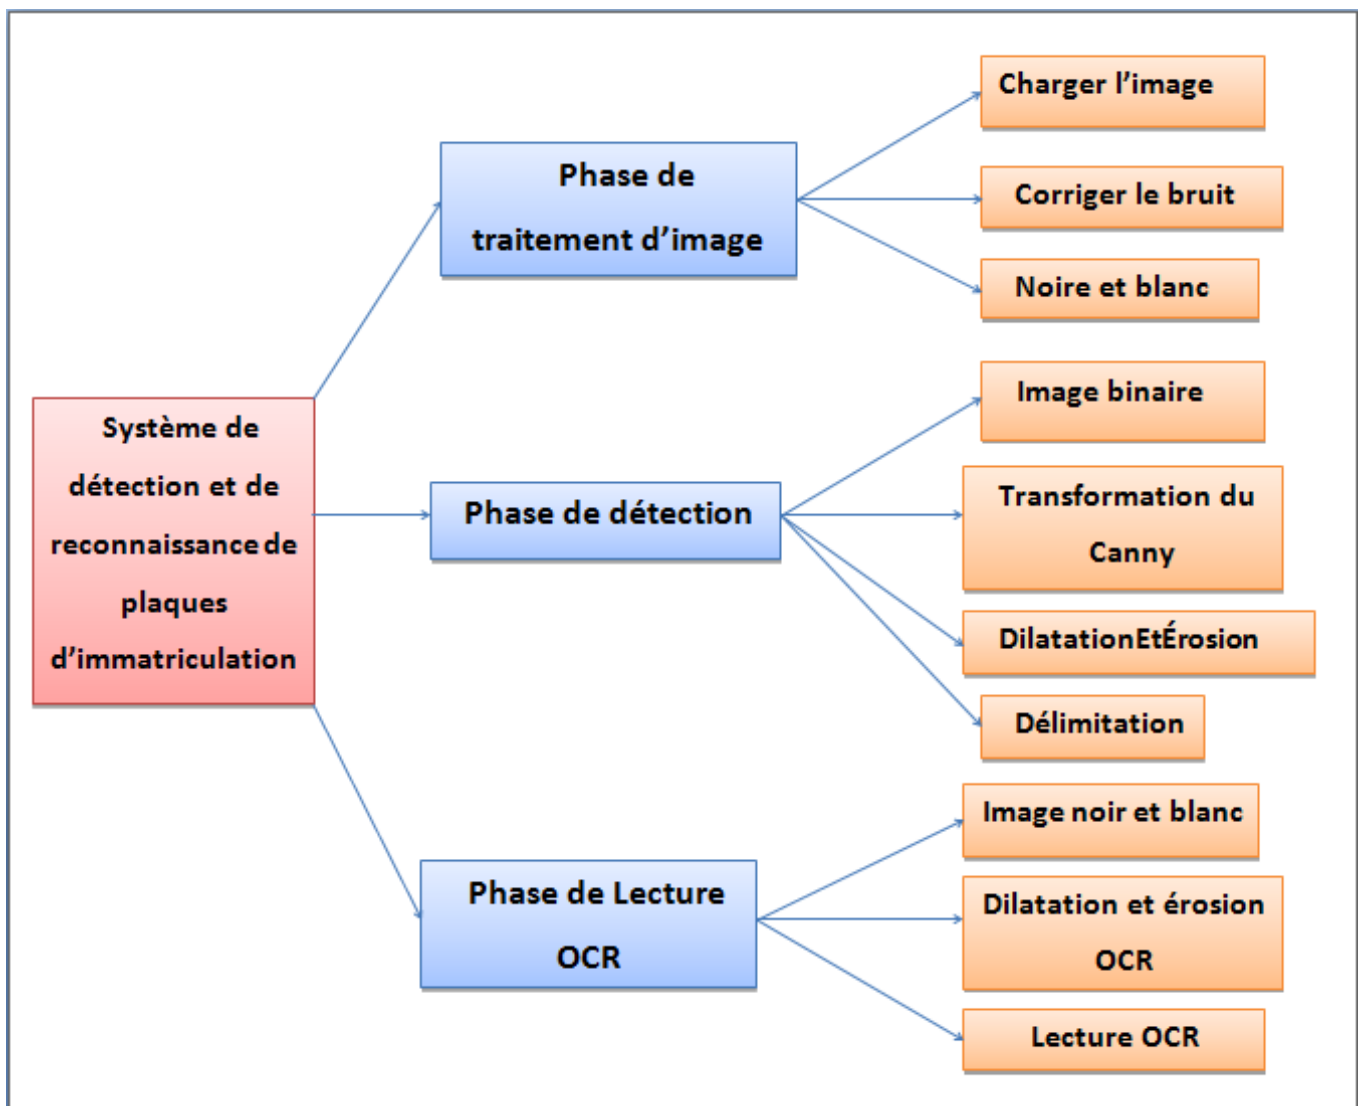 Système de
détection et de
reconnaissance de
plaques
d’immatriculation
Phase de
traitement d’image
Charger l’image
Corriger le bruit
Noire et blanc
Phase de détection
Image binaire
Transformation du
Canny
DilatationEtÉrosion
Délimitation
Phase de Lecture
OCR
Image noir et blanc
Dilatation et érosion
OCR
Lecture OCR